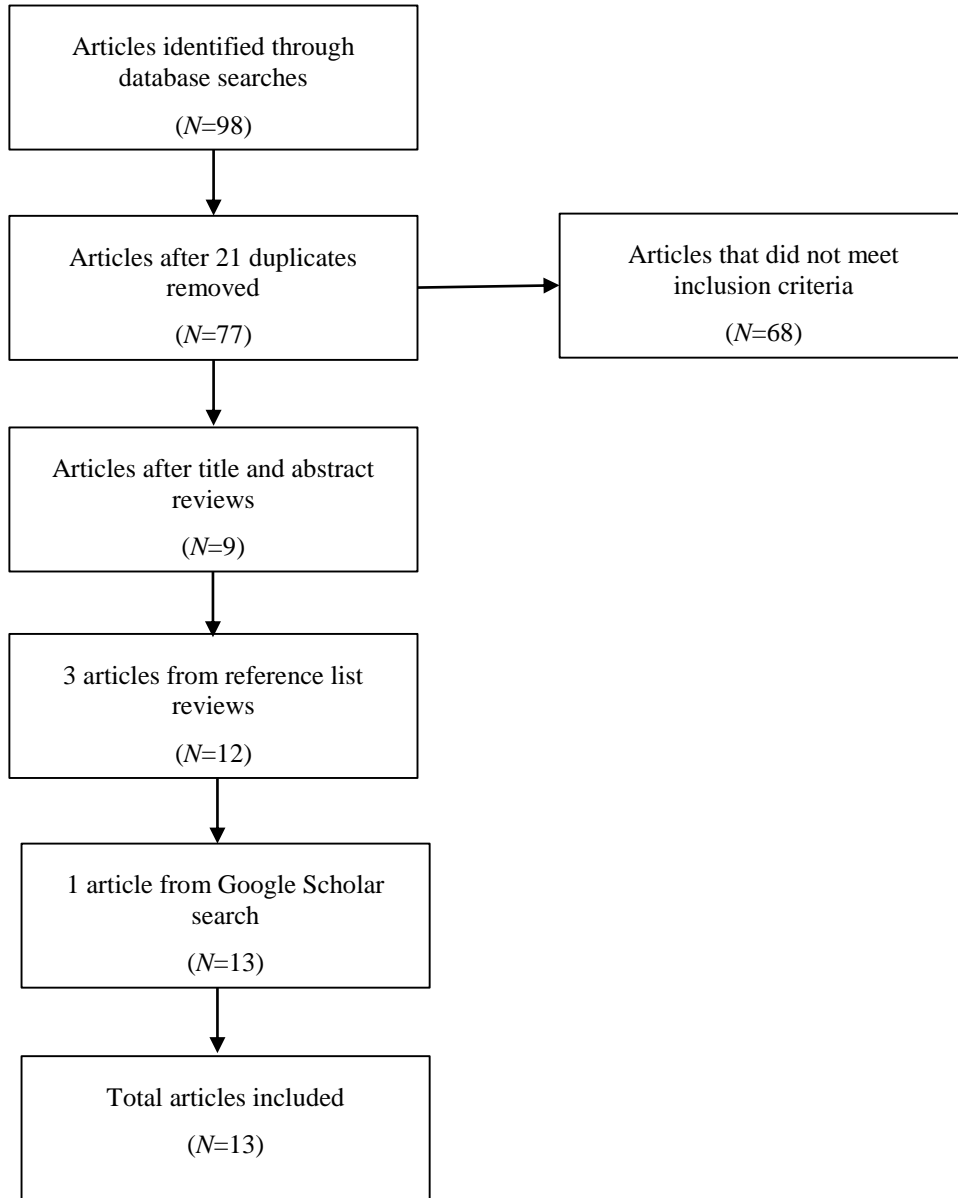 Articles identified through
database searches
(N=98)
Articles after 21 duplicates
removed
(N=77)
Articles that did not meet
inclusion criteria
(N=68)
Articles after title and abstract
reviews
(N=9)
3 articles from reference list
reviews
(N=12)
1 article from Google Scholar
search
(N=13)
Total articles included
(N=13)